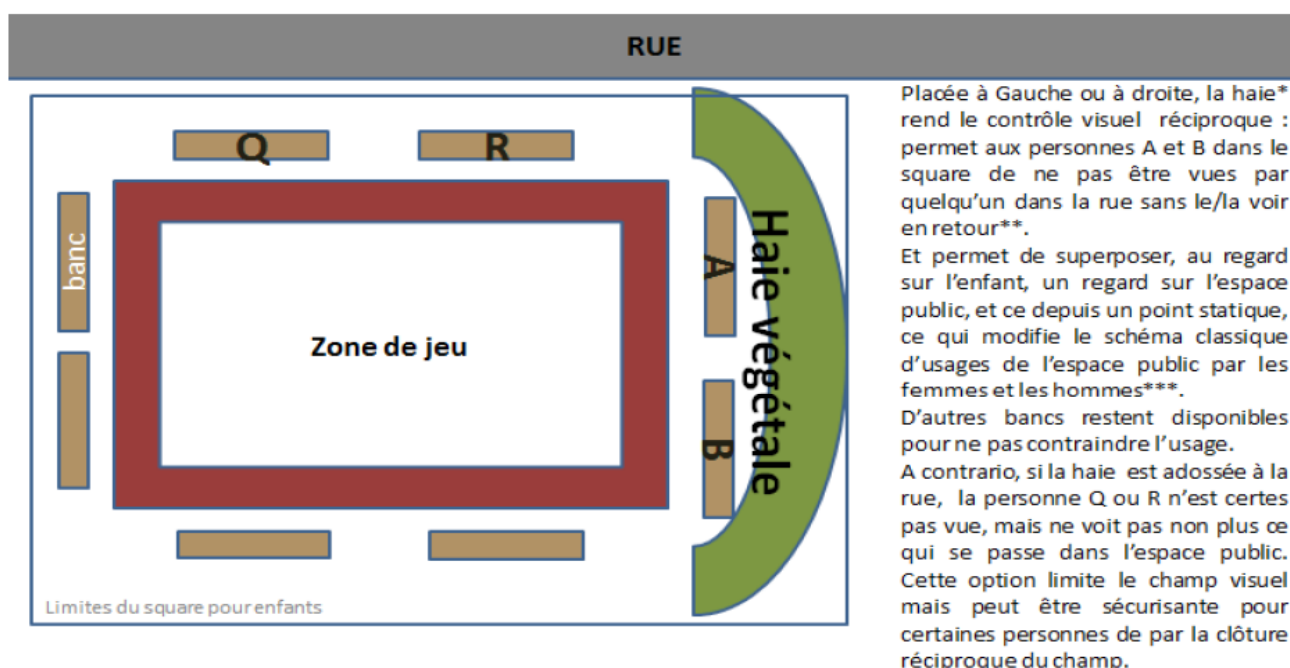 RUE
Q
R
banc
Zone de jeu
A
B
Haie végétale
Limites du square pour enfants
Placée à Gauche ou à droite, la haie*
rend le contrôle visuel réciproque :
permet aux personnes A et B dans le
square de ne pas être vues par
quelqu'un dans la rue sans le/la voir
en retour**.
Et permet de superposer, au regard
sur l'enfant, un regard sur l'espace
public, et ce depuis un point statique,
ce qui modifie le schéma classique
d'usages de l'espace public par les
femmes et les hommes***.
D'autres bancs restent disponibles
pour ne pas contraindre l'usage.
A contrario, si la haie est adossée à la
rue, la personne Q ou R n'est certes
pas vue, mais ne voit pas non plus ce
qui se passe dans l'espace public.
Cette option limite le champ visuel
mais peut être sécurisante pour
certaines personnes de par la clôture
réciproque du champ.